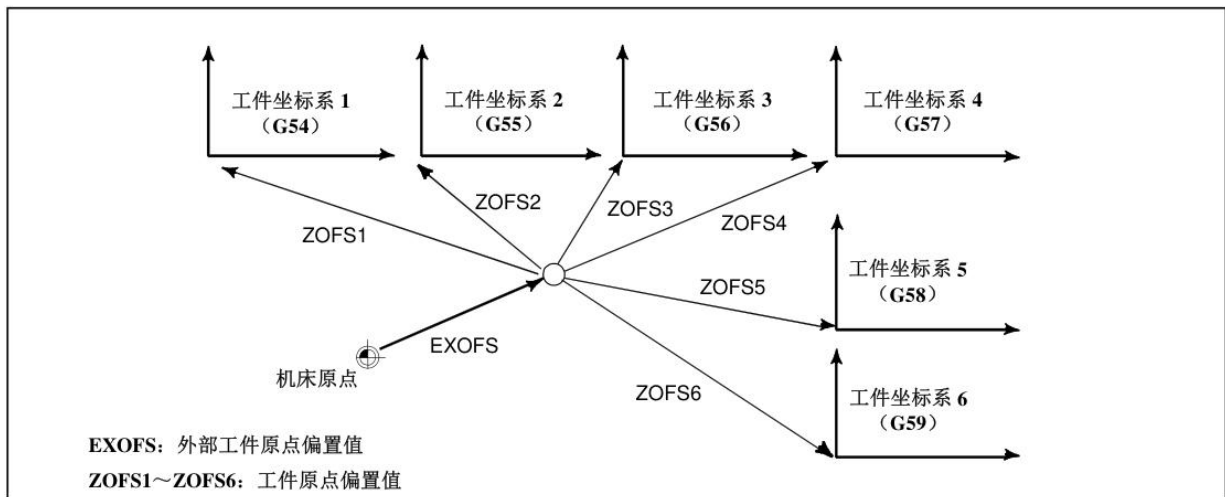 工件坐标系 1
（G54）
工件坐标系 2
（G55）
工件坐标系 3
（G56）
工件坐标系 4
（G57）
ZOFS1
ZOFS2
ZOFS3
ZOFS4
ZOFS5
工件坐标系 5
（G58）
EXOFS
机床原点
ZOFS6
工件坐标系 6
（G59）
EXOFS：外部工件原点偏置值
ZOFS1～ZOFS6：工件原点偏置值